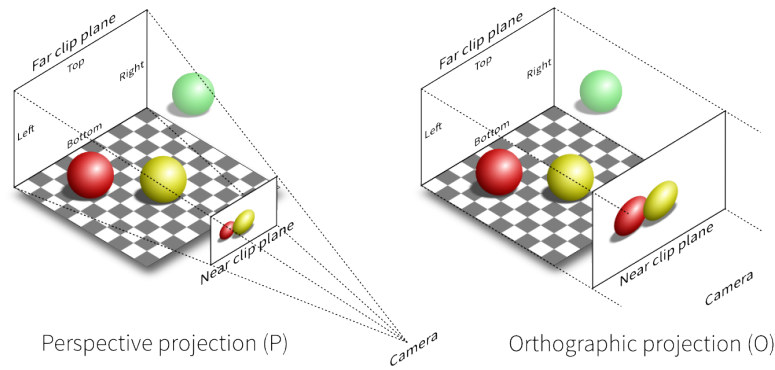 Far clip plane
Top
Right
Left
Bottom
Near clip plane
Camera
Perspective projection (P)
Far clip plane
Top
Right
Left
Bottom
Near clip plane
Camera
Orthographic projection (O)